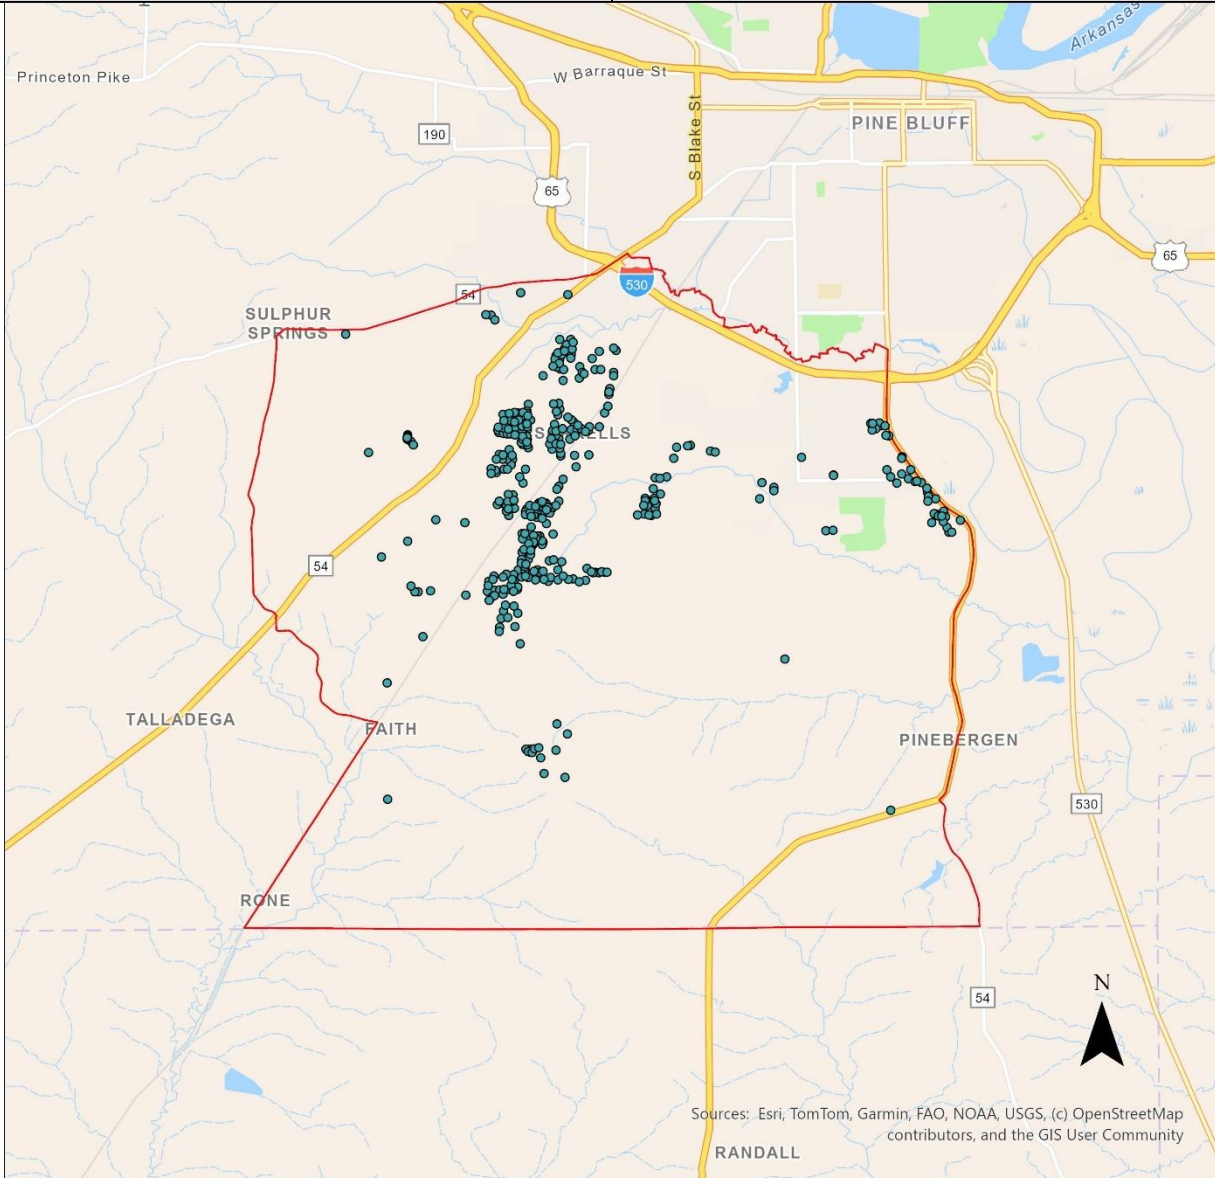 Princeton Pike
W Barraque St
Arkansas
S Blake St
190
PINE BLUFF
65
65
530
54
SULPHUR
SPRINGS
54
TALLADEGA
FAITH
PINEBERGEN
530
RONE
54
N
Sources: Esri, TomTom, Garmin, FAO, NOAA, USGS, (c) OpenStreetMap
contributors, and the GIS User Community
RANDALL